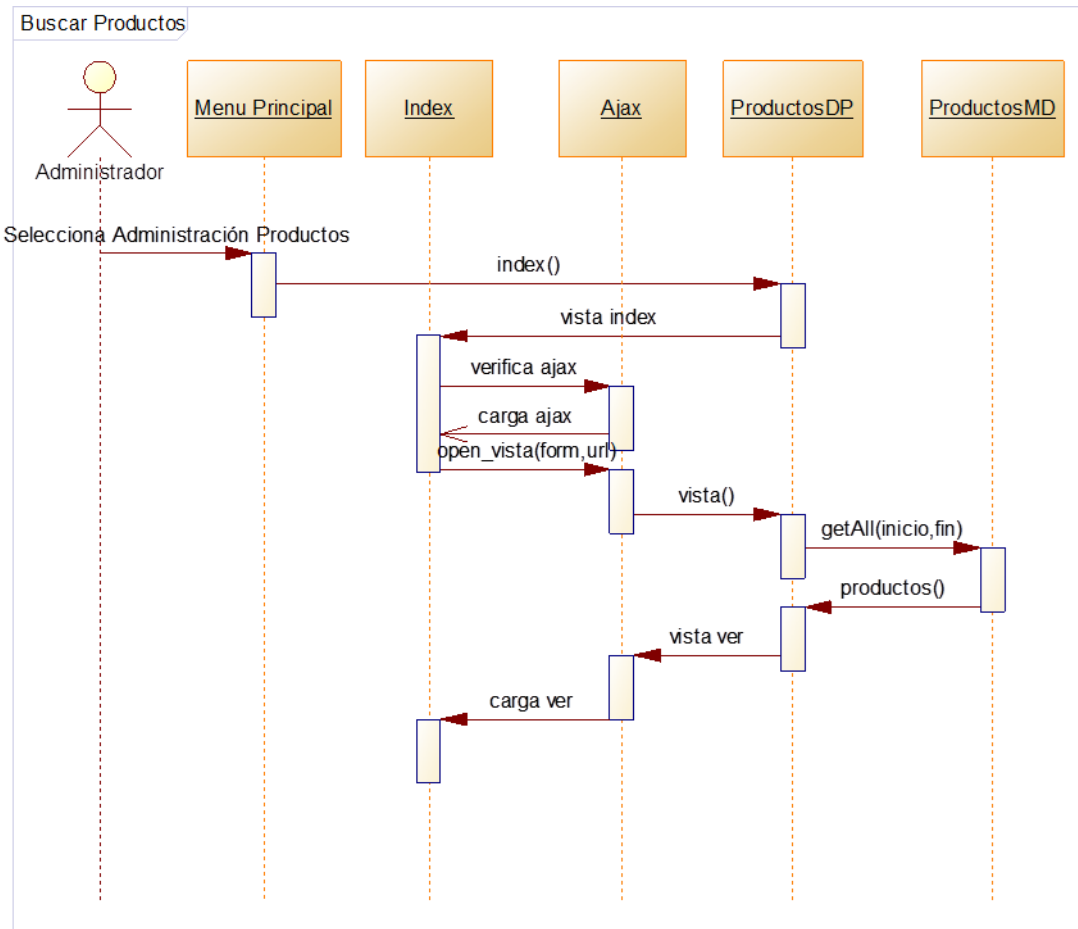 Buscar Productos
Menu Principal
Index
Ajax
ProductosDP
ProductosMD
Administrador
Selecciona Administración Productos
index()
vista index
verifica ajax
carga ajax
open_vista(form,url)
vista()
getAll(inicio,fin)
productos()
vista ver
carga ver